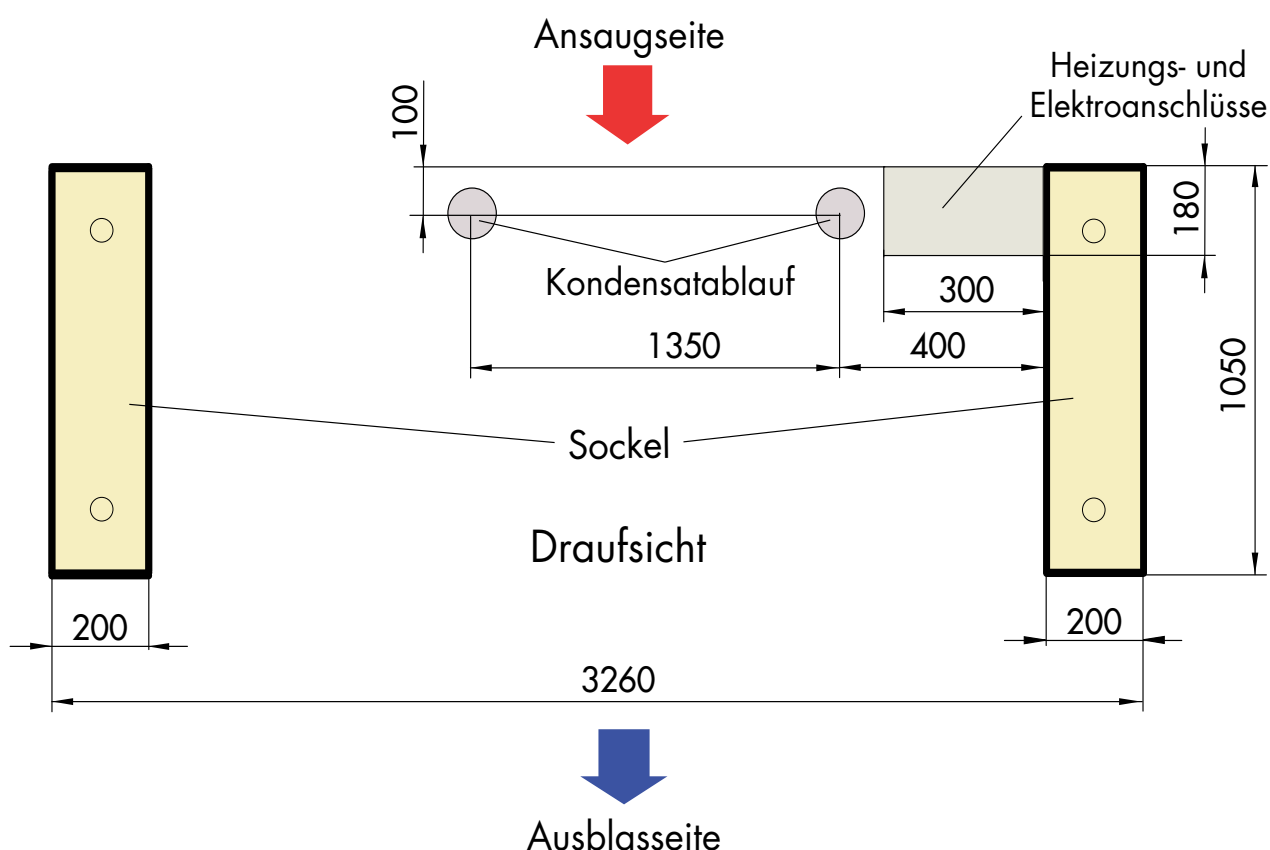 Ansaugseite
Heizungs- und
Elektroanschlüsse
100
180
Kondensatablauf
300
1350
400
1050
Sockel
Draufsicht
200
200
3260
Ausblasseite